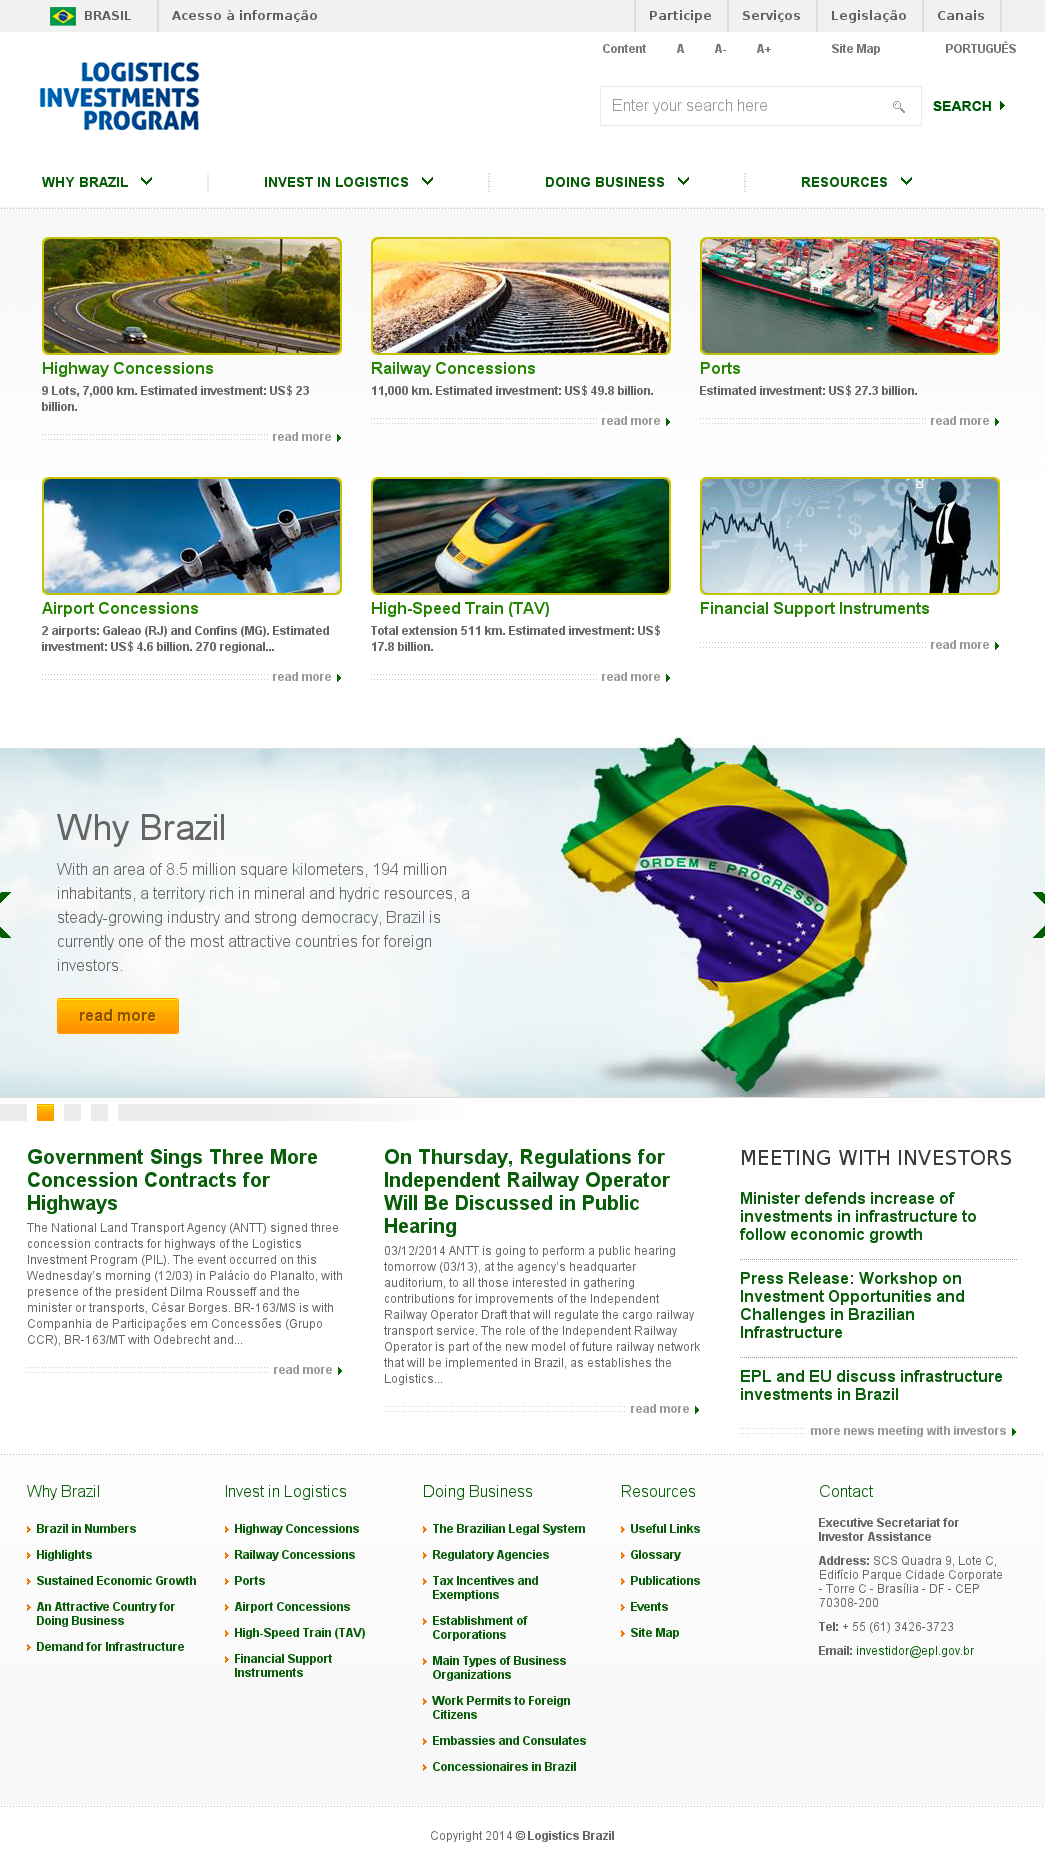 BRASIL
Acesso à informação
Participe
Serviços
Legislação
Canais
Content
A
A-
A+
Site Map
PORTUGUÊS
LOGISTICS
INVESTMENTS
PROGRAM
Enter your search here
SEARCH
WHY BRAZIL
INVEST IN LOGISTICS
DOING BUSINESS
RESOURCES
Highway Concessions
9 Lots, 7,000 km. Estimated investment: US$ 23
billion.
read more
Railway Concessions
11,000 km. Estimated investment: US$ 49.8 billion.
read more
Ports
Estimated investment: US$ 27.3 billion.
read more
Airport Concessions
2 airports: Galeao (RJ) and Confins (MG). Estimated
investment: US$ 4.6 billion. 270 regional...
read more
High-Speed Train (TAV)
Total extension 511 km. Estimated investment: US$
17.8 billion.
read more
Financial Support Instruments
read more
Why Brazil
With an area of 8.5 million square kilometers, 194 million
inhabitants, a territory rich in mineral and hydric resources, a
steady-growing industry and strong democracy, Brazil is
currently one of the most attractive countries for foreign
investors.
read more
ORDEM E PROGRESSO
Government Sings Three More
Concession Contracts for
Highways
The National Land Transport Agency (ANTT) signed three
concession contracts for highways of the Logistics
Investment Program (PIL). The event occurred on this
Wednesday's morning (12/03) in Palácio do Planalto, with
presence of the president Dilma Rousseff and the
minister or transports, César Borges. BR-163/MS is with
Companhia de Participações em Concessões (Grupo
CCR), BR-163/MT with Odebrecht and...
read more
On Thursday, Regulations for
Independent Railway Operator
Will Be Discussed in Public
Hearing
03/12/2014 ANTT is going to perform a public hearing
tomorrow (03/13), at the agency's headquarter
auditorium, to all those interested in gathering
contributions for improvements of the Independent
Railway Operator Draft that will regulate the cargo railway
transport service. The role of the Independent Railway
Operator is part of the new model of future railway network
that will be implemented in Brazil, as establishes the
Logistics...
read more
MEETING WITH INVESTORS
Minister defends increase of
investments in infrastructure to
follow economic growth
Press Release: Workshop on
Investment Opportunities and
Challenges in Brazilian
Infrastructure
EPL and EU discuss infrastructure
investments in Brazil
more news meeting with investors
Why Brazil
Brazil in Numbers
Highlights
Sustained Economic Growth
An Attractive Country for
Doing Business
Demand for Infrastructure
Invest in Logistics
Highway Concessions
Railway Concessions
Ports
Airport Concessions
High-Speed Train (TAV)
Financial Support
Instruments
Doing Business
The Brazilian Legal System
Regulatory Agencies
Tax Incentives and
Exemptions
Establishment of
Corporations
Main Types of Business
Organizations
Work Permits to Foreign
Citizens
Embassies and Consulates
Concessionaires in Brazil
Resources
Useful Links
Glossary
Publications
Events
Site Map
Contact
Executive Secretariat for
Investor Assistance
Address: SCS Quadra 9, Lote C,
Edifício Parque Cidade Corporate
- Torre C - Brasília - DF - CEP
70308-200
Tel: + 55 (61) 3426-3723
Email: investidor@epl.gov.br
Copyright 2014 © Logistics Brazil